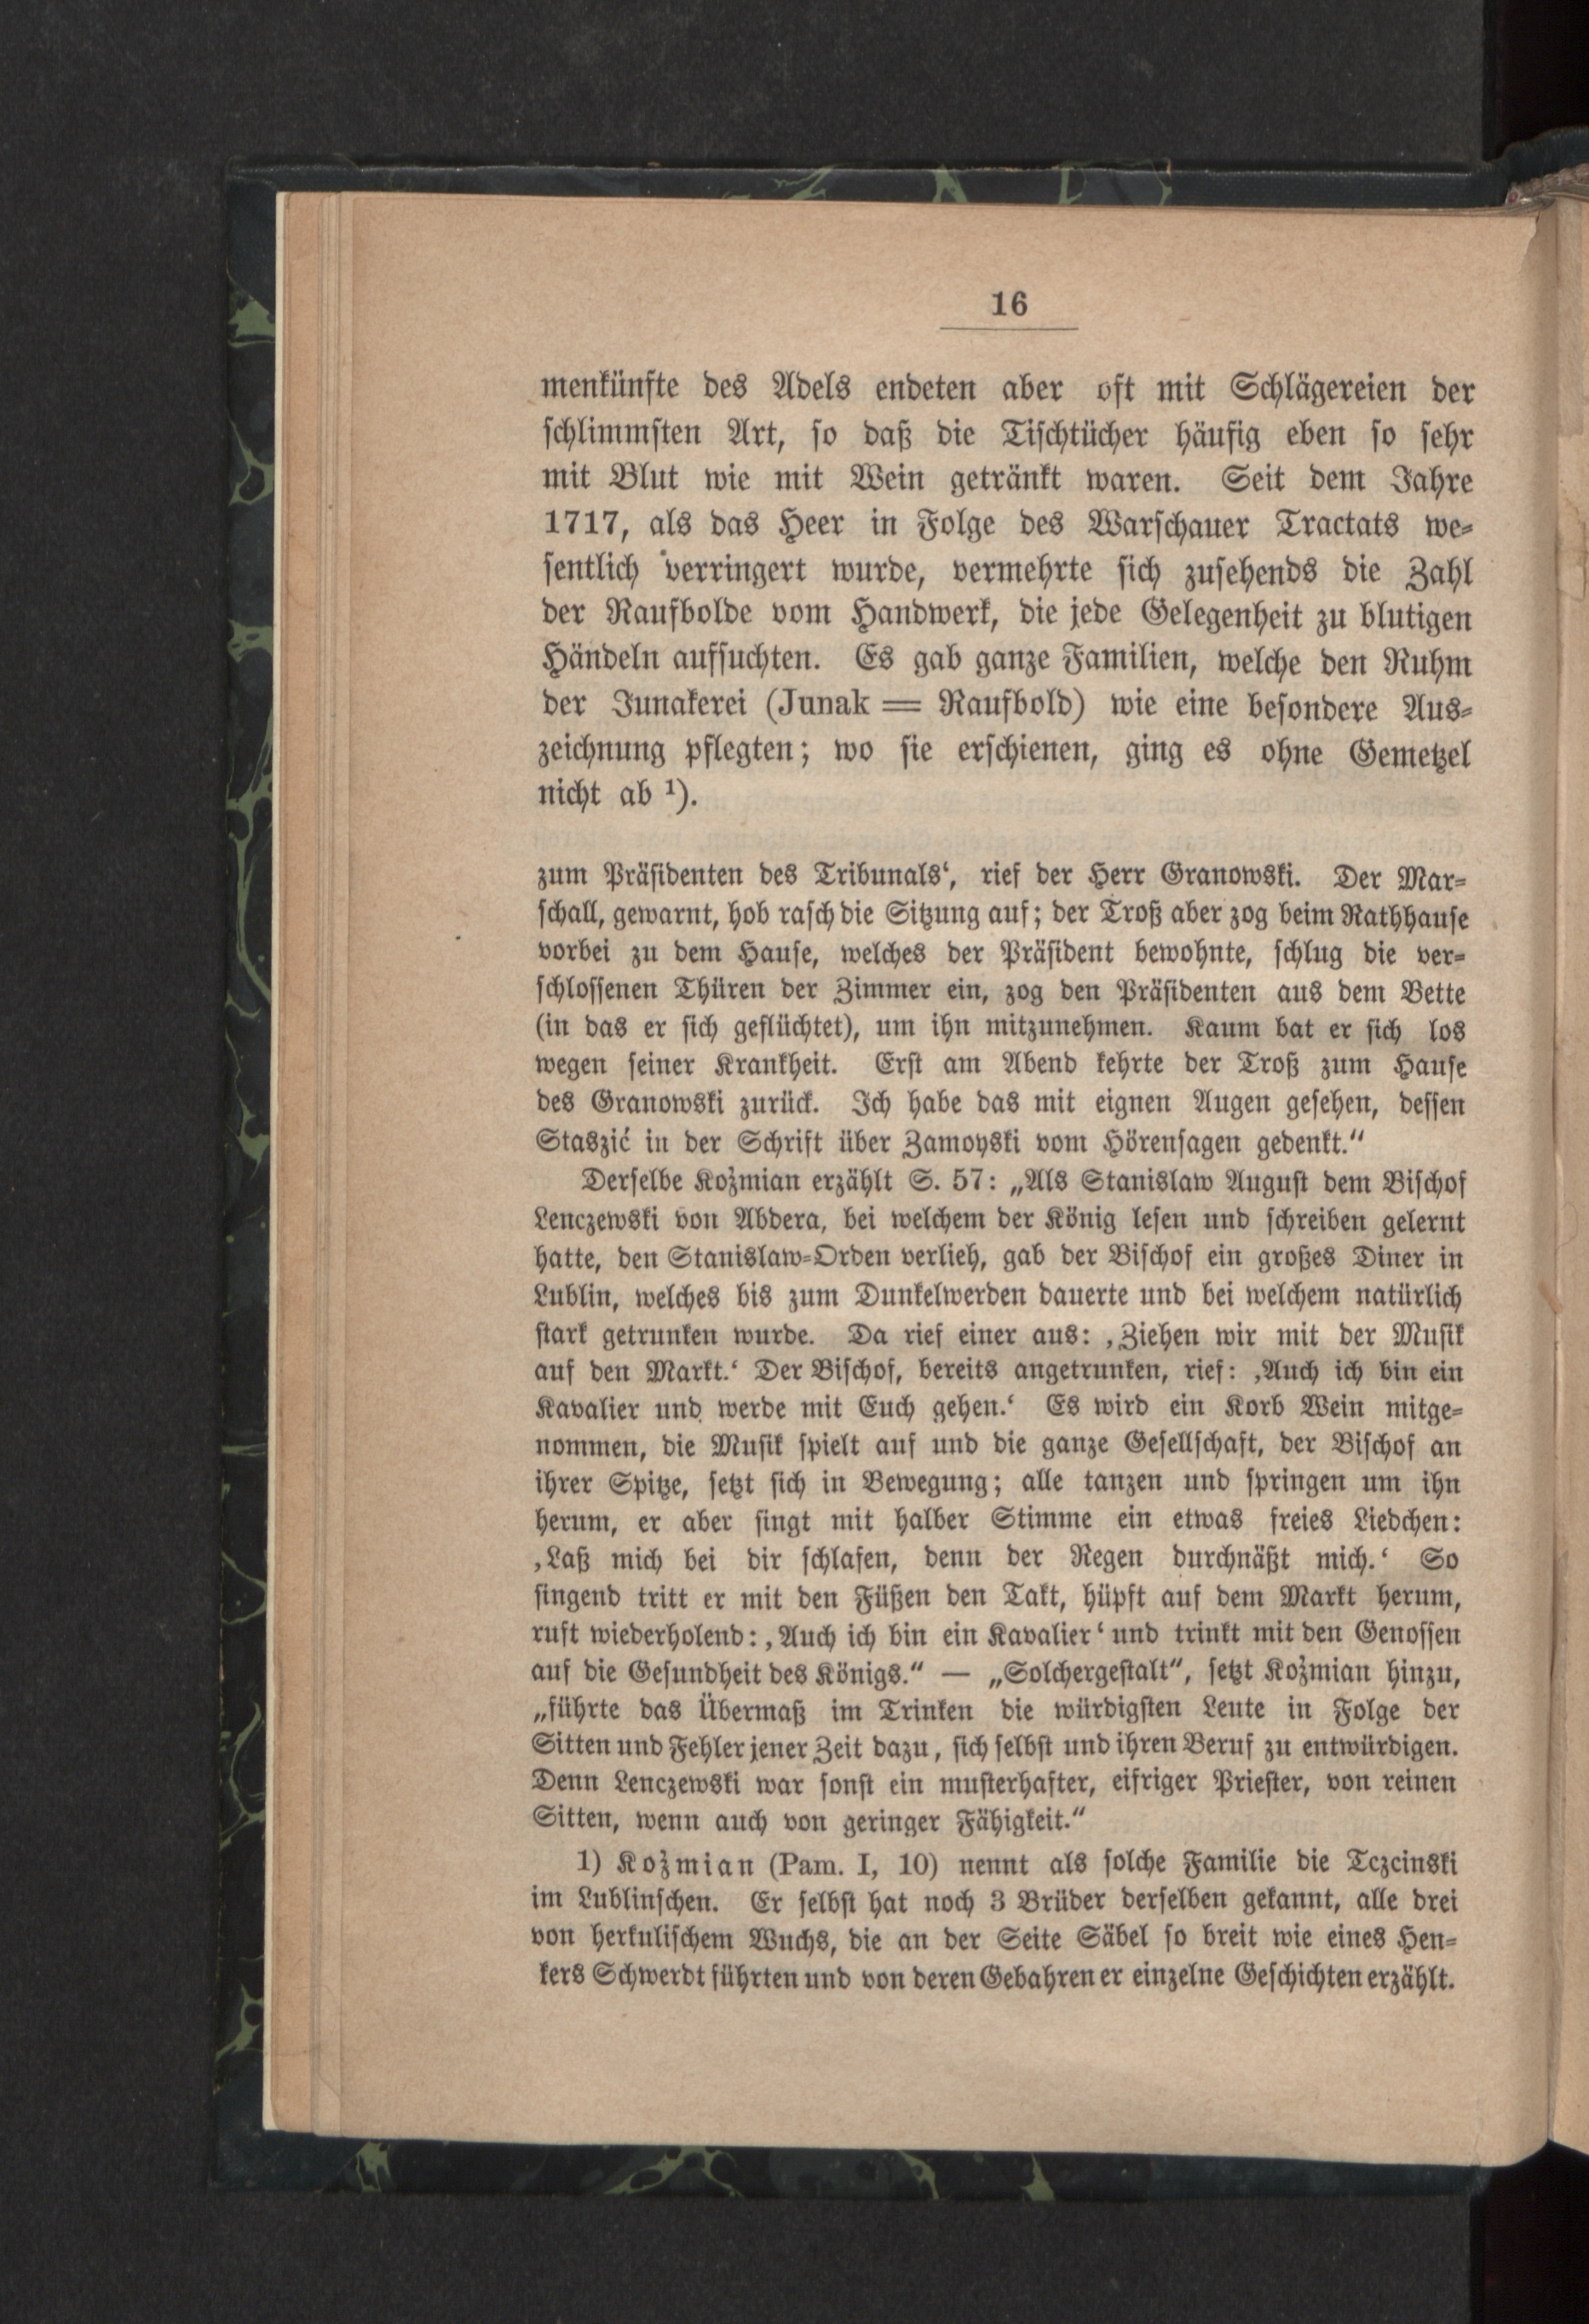 16
menkünfte des Adels endeten aber oft mit Schlägereien der
schlimmsten Art, so daß die Tischtücher häufig eben so sehr
mit Blut wie mit Wein getränkt waren. Seit dem Jahre
1717, als das Heer in Folge des Warschauer Tractats we-
sentlich verringert wurde, vermehrte sich zusehends die Zahl
der Raufbolde vom Handwerk, die jede Gelegenheit zu blutigen
Händeln aufsuchten. Es gab ganze Familien, welche den Ruhm
der Junakerei (Junak = Raufbold) wie eine besondere Aus-
zeichnung pflegten; wo sie erschienen, ging es ohne Gemetzel
nicht ab ¹).
zum Präsidenten des Tribunals‘, rief der Herr Granowski. Der Mar-
schall, gewarnt, hob rasch die Sitzung auf; der Troß aber zog beim Rathhause
vorbei zu dem Hause, welches der Präsident bewohnte, schlug die ver-
schlossenen Thüren der Zimmer ein, zog den Präsidenten aus dem Bette
(in das er sich geflüchtet), um ihn mitzunehmen. Kaum bat er sich los
wegen seiner Krankheit. Erst am Abend kehrte der Troß zum Hause
des Granowski zurück. Ich habe das mit eignen Augen gesehen, dessen
Staszić in der Schrift über Zamoyski vom Hörensagen gedenkt.“
Derselbe Koźmian erzählt S. 57: „Als Stanislaw August dem Bischof
Lenczewski von Abdera, bei welchem der König lesen und schreiben gelernt
hatte, den Stanislaw-Orden verlieh, gab der Bischof ein großes Diner in
Lublin, welches bis zum Dunkelwerden dauerte und bei welchem natürlich
stark getrunken wurde. Da rief einer aus: ‚Ziehen wir mit der Musik
auf den Markt.‘ Der Bischof, bereits angetrunken, rief: ‚Auch ich bin ein
Kavalier und werde mit Euch gehen.‘ Es wird ein Korb Wein mitge-
nommen, die Musik spielt auf und die ganze Gesellschaft, der Bischof an
ihrer Spitze, setzt sich in Bewegung; alle tanzen und springen um ihn
herum, er aber singt mit halber Stimme ein etwas freies Liedchen:
‚Laß mich bei dir schlafen, denn der Regen durchnäßt mich.‘ So
singend tritt er mit den Füßen den Takt, hüpft auf dem Markt herum,
ruft wiederholend: ‚Auch ich bin ein Kavalier‘ und trinkt mit den Genossen
auf die Gesundheit des Königs.“ — „Solchergestalt“, setzt Koźmian hinzu,
„führte das Übermaß im Trinken die würdigsten Leute in Folge der
Sitten und Fehler jener Zeit dazu, sich selbst und ihren Beruf zu entwürdigen.
Denn Lenczewski war sonst ein musterhafter, eifriger Priester, von reinen
Sitten, wenn auch von geringer Fähigkeit.“
1) Koźmian (Pam. I, 10) nennt als solche Familie die Tczcinski
im Lublinschen. Er selbst hat noch 3 Brüder derselben gekannt, alle drei
von herkulischem Wuchs, die an der Seite Säbel so breit wie eines Hen-
kers Schwerdt führten und von deren Gebahren er einzelne Geschichten erzählt.